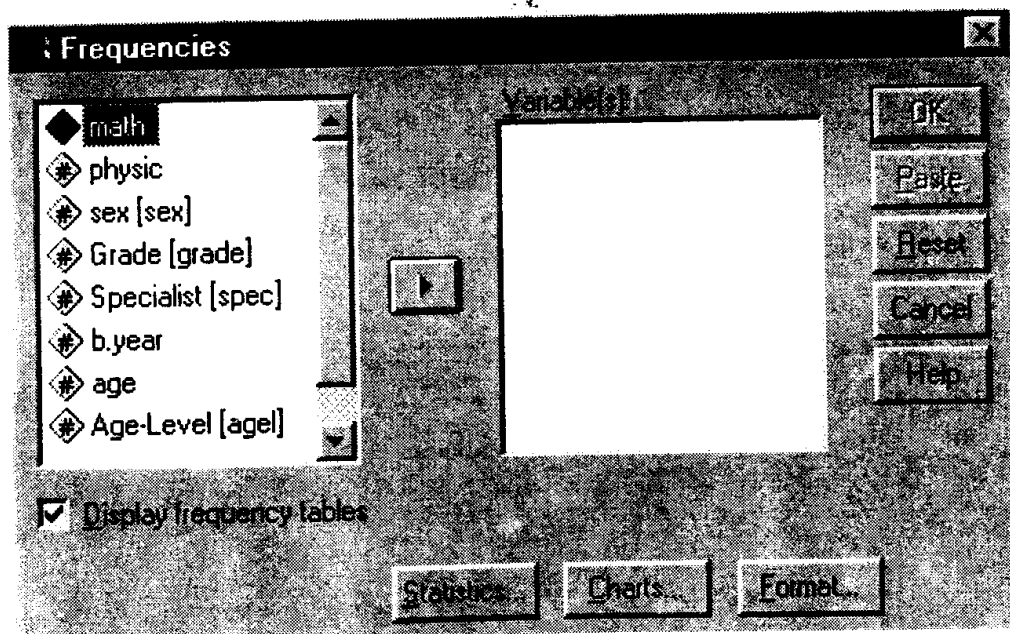 Frequencies
math
physic
sex [sex]
Grade [grade]
Specialist [spec]
b.year
age
Age-Level [agel]
Display frequency tables
Variable[s]:
OK
Paste
Reset
Cancel
Help
Statistics...
Charts...
Format...